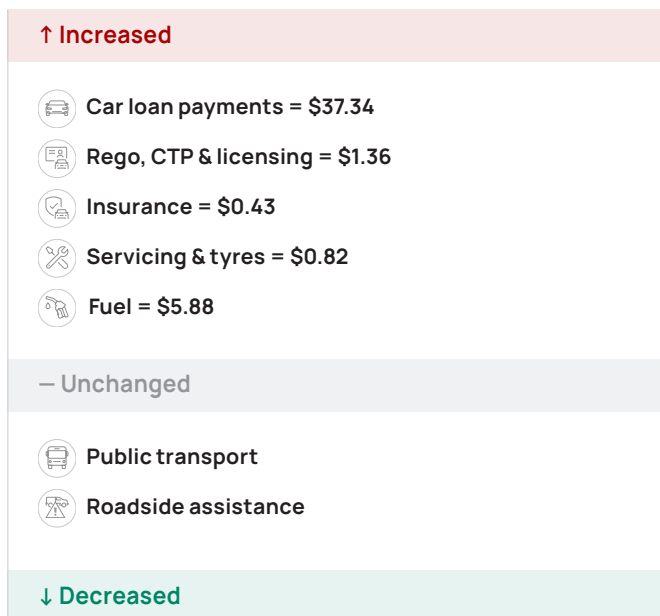 ↑ Increased
Car loan payments = $37.34
Rego, CTP & licensing = $1.36
Insurance = $0.43
Servicing & tyres = $0.82
Fuel = $5.88
— Unchanged
Public transport
Roadside assistance
↓ Decreased